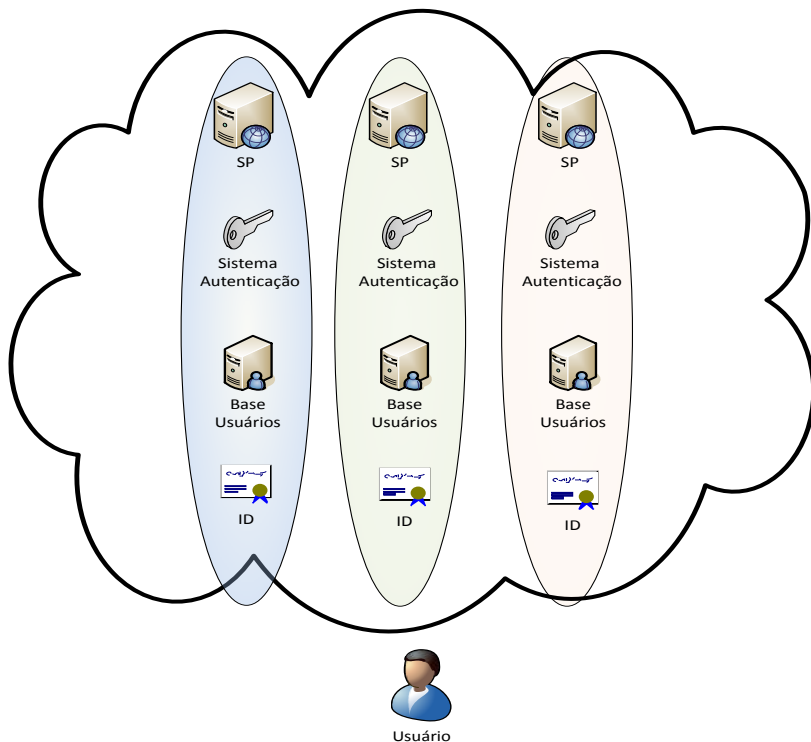 SP
SP
SP
Sistema
Autenticação
Sistema
Autenticação
Sistema
Autenticação
Base
Usuários
Base
Usuários
Base
Usuários
ID
ID
ID
Usuário